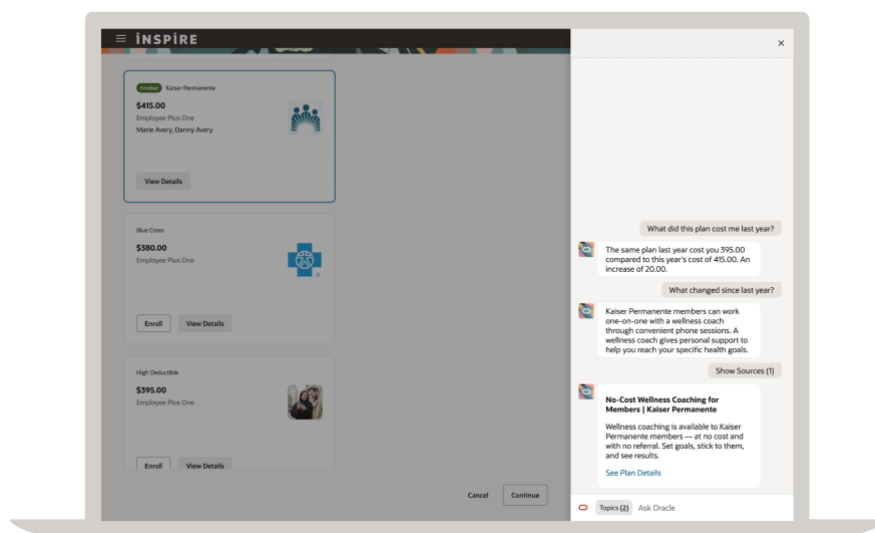 INSPIRE
Enrolled Kaiser Permanente
$415.00
Employee Plus One
Marie Avery, Danny Avery
View Details
Blue Cross
$380.00
Employee Plus One
Enroll View Details
High Deductible
$395.00
Employee Plus One
Enroll View Details
Cancel Continue
What did this plan cost me last year?
The same plan last year cost you 395.00
compared to this year's cost of 415.00. An
increase of 20.00.
What changed since last year?
Kaiser Permanente members can work
one-on-one with a wellness coach
through convenient phone sessions. A
wellness coach gives personal support to
help you reach your specific health goals.
Show Sources (1)
No-Cost Wellness Coaching for
Members | Kaiser Permanente
Wellness coaching is available to Kaiser
Permanente members — at no cost and
with no referral. Set goals, stick to them,
and see results.
See Plan Details
Topics (2) Ask Oracle